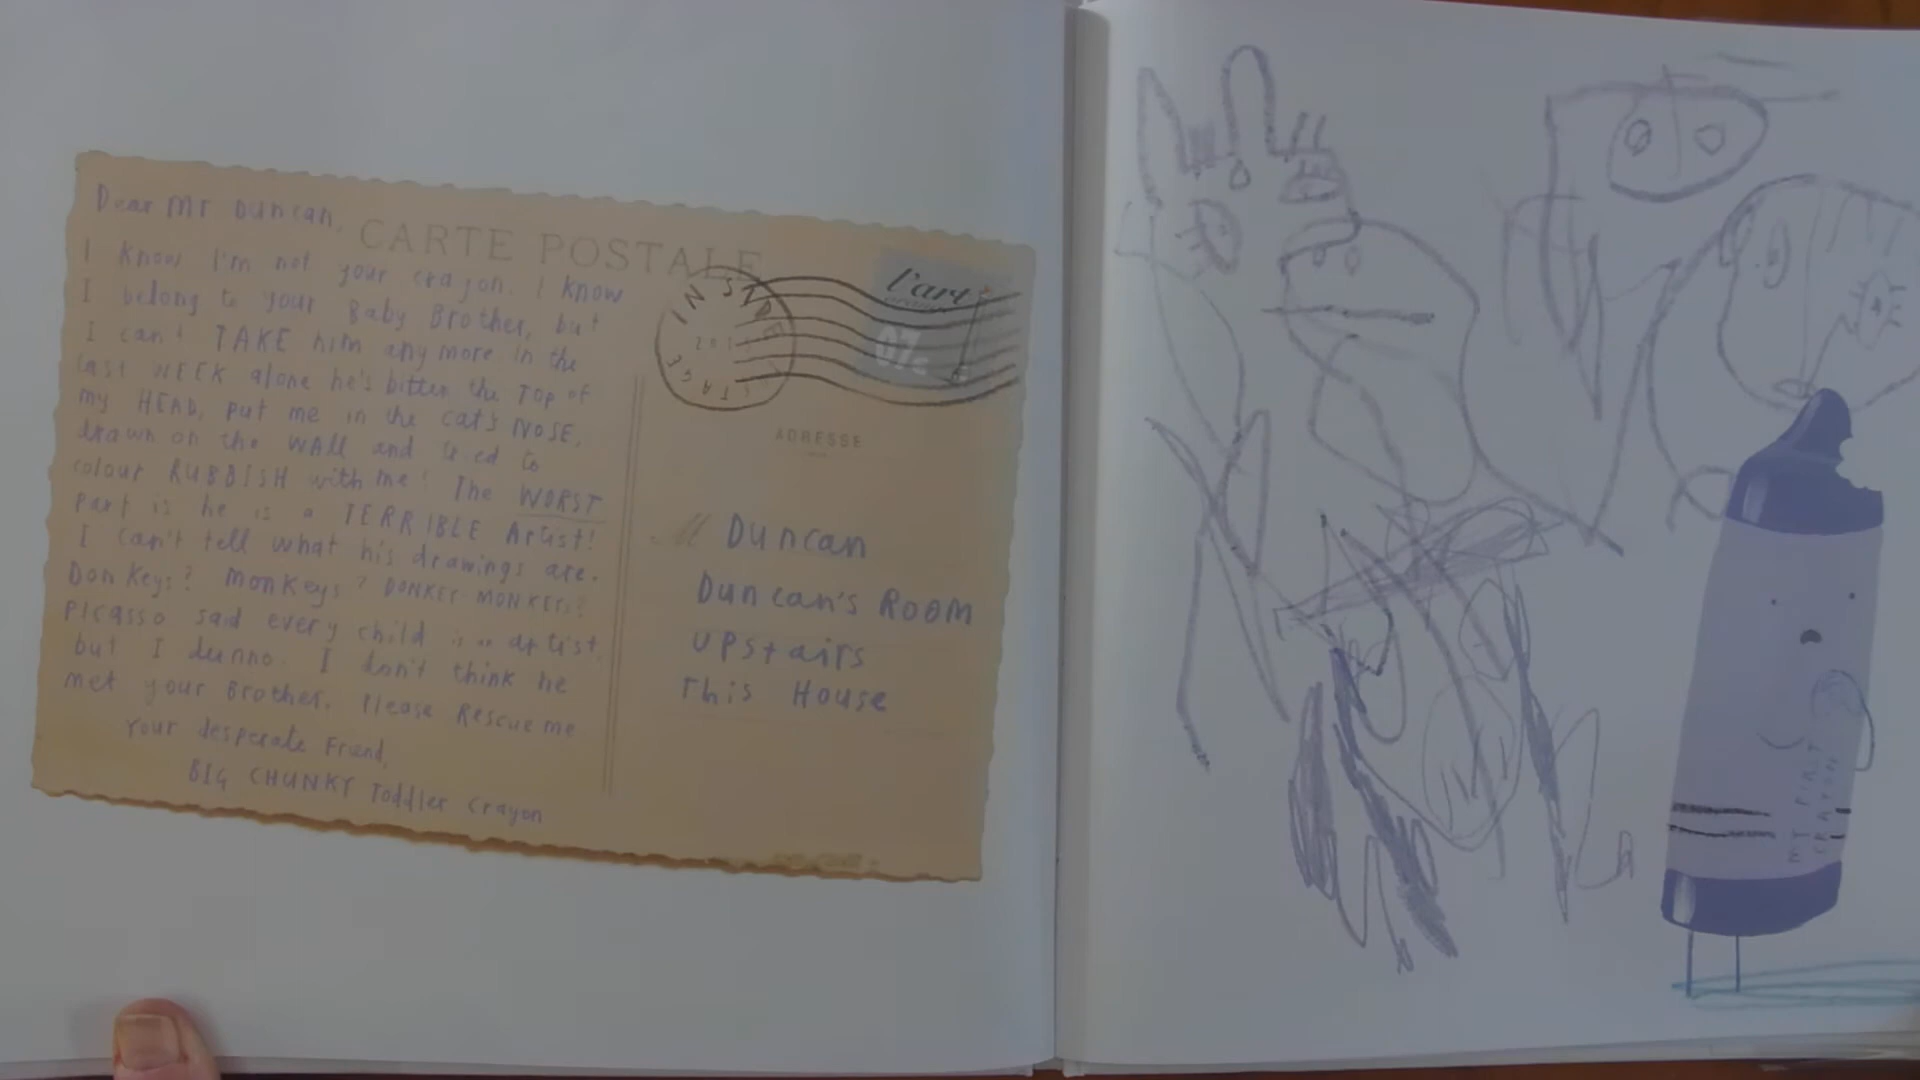 Dear Mr Duncan,
CARTE POSTALE
I know I'm not your crayon. I know
I belong to your Baby Brother, but
I can't TAKE him any more in the
last WEEK alone he's bitten the TOP of
my HEAD, put me in the cat's NOSE,
drawn on the WAll and tried to
colour RUBBISH with me! The WORST
part is he is a TERRIBLE Artist!
I can't tell what his drawings are.
DonKeys? monKeys? DONKEY-MONKEYS?
Picasso said every child is an artist,
but I dunno. I don't think he
met your Brother. Please Rescue me
Your desperate Friend,
BIG CHUNKY Toddler crayon
INSIDE
l'art
07c
ADRESSE
Duncan
Duncan's ROOM
upstairs
This House
MY FIRST
CRAYON